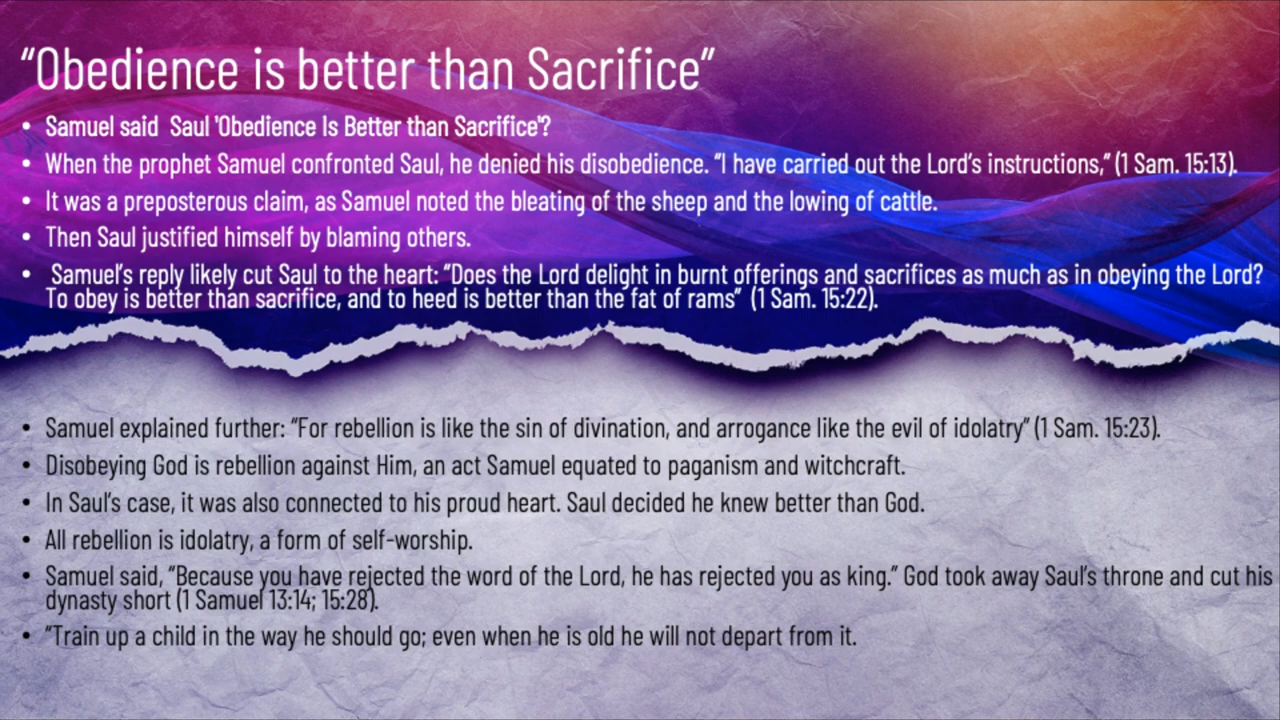 “Obedience is better than Sacrifice”
• Samuel said  Saul 'Obedience Is Better than Sacrifice'?
• When the prophet Samuel confronted Saul, he denied his disobedience. “I have carried out the Lord’s instructions,” (1 Sam. 15:13).
• It was a preposterous claim, as Samuel noted the bleating of the sheep and the lowing of cattle.
• Then Saul justified himself by blaming others.
• Samuel’s reply likely cut Saul to the heart: “Does the Lord delight in burnt offerings and sacrifices as much as in obeying the Lord?
To obey is better than sacrifice, and to heed is better than the fat of rams”  (1 Sam. 15:22).
• Samuel explained further: “For rebellion is like the sin of divination, and arrogance like the evil of idolatry” (1 Sam. 15:23).
• Disobeying God is rebellion against Him, an act Samuel equated to paganism and witchcraft.
• In Saul’s case, it was also connected to his proud heart. Saul decided he knew better than God.
• All rebellion is idolatry, a form of self-worship.
• Samuel said, “Because you have rejected the word of the Lord, he has rejected you as king.” God took away Saul’s throne and cut his
dynasty short (1 Samuel 13:14; 15:28).
• “Train up a child in the way he should go; even when he is old he will not depart from it.